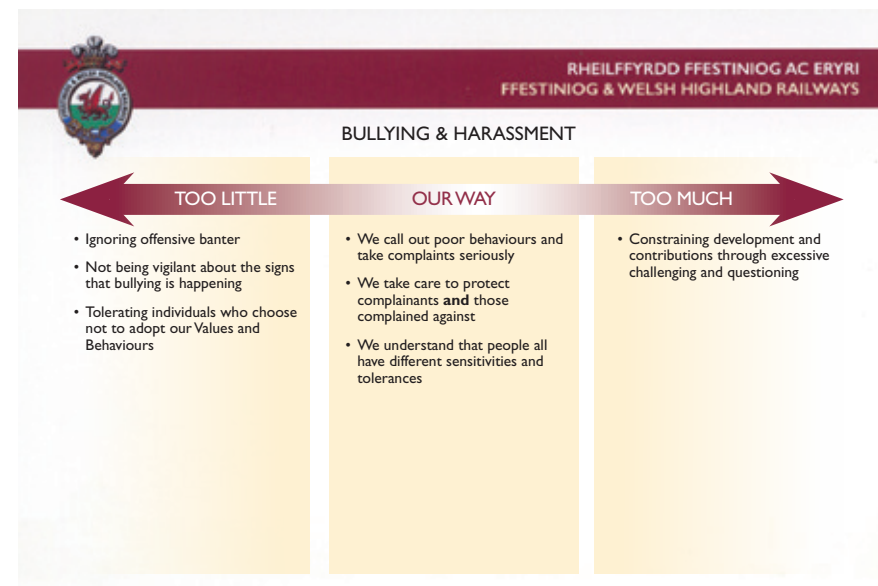 RHEILFFYRDD FFESTINIOG AC ERYRI
FFESTINIOG & WELSH HIGHLAND RAILWAYS
BULLYING & HARASSMENT
TOO LITTLE
• Ignoring offensive banter
• Not being vigilant about the signs
that bullying is happening
• Tolerating individuals who choose
not to adopt our Values and
Behaviours
OUR WAY
• We call out poor behaviours and
take complaints seriously
• We take care to protect
complainants and those
complained against
• We understand that people all
have different sensitivities and
tolerances
TOO MUCH
• Constraining development and
contributions through excessive
challenging and questioning